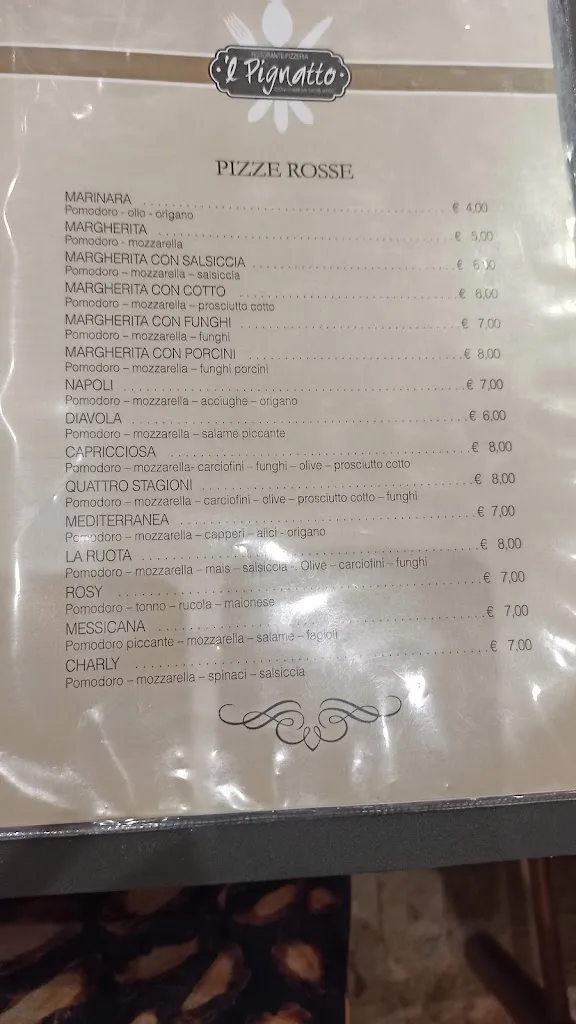 RISTORANTE PIZZERIA
'l Pignatto
PIZZE ROSSE
MARINARA € 4,00
Pomodoro - olio - origano
MARGHERITA € 5,00
Pomodoro - mozzarella
MARGHERITA CON SALSICCIA € 6,00
Pomodoro – mozzarella – salsiccia
MARGHERITA CON COTTO € 6,00
Pomodoro – mozzarella – prosciutto cotto
MARGHERITA CON FUNGHI € 7,00
Pomodoro – mozzarella – funghi
MARGHERITA CON PORCINI € 8,00
Pomodoro – mozzarella – funghi porcini
NAPOLI € 7,00
Pomodoro – mozzarella – acciughe – origano
DIAVOLA € 6,00
Pomodoro – mozzarella – salame piccante
CAPRICCIOSA € 8,00
Pomodoro – mozzarella- carciofini – funghi – olive – prosciutto cotto
QUATTRO STAGIONI € 8,00
Pomodoro – mozzarella – carciofini – olive – prosciutto cotto – funghi
MEDITERRANEA € 7,00
Pomodoro – mozzarella – capperi – alici - origano
LA RUOTA € 8,00
Pomodoro – mozzarella – mais – salsiccia - Olive – carciofini – funghi
ROSY € 7,00
Pomodoro – tonno – rucola – maionese
MESSICANA € 7,00
Pomodoro piccante – mozzarella – salame – fagioli
CHARLY € 7,00
Pomodoro – mozzarella – spinaci – salsiccia